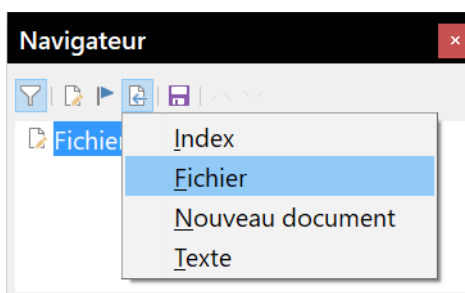 Navigateur
Fichier
Index
Fichier
Nouveau document
Texte